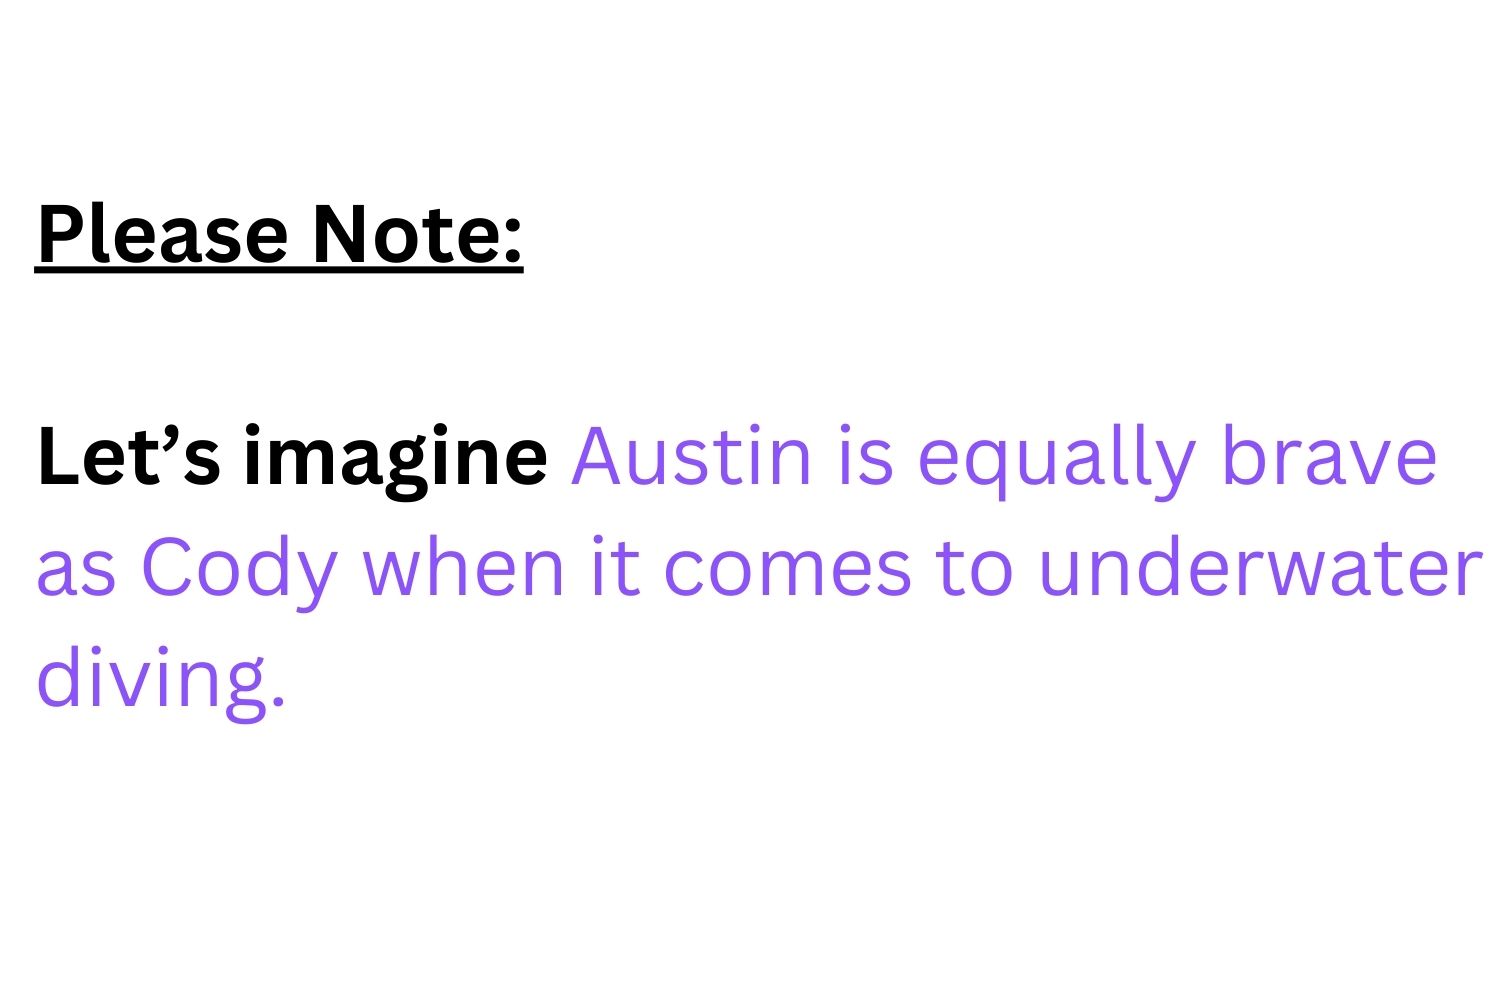 Please Note:
Let’s imagine Austin is equally brave
as Cody when it comes to underwater
diving.